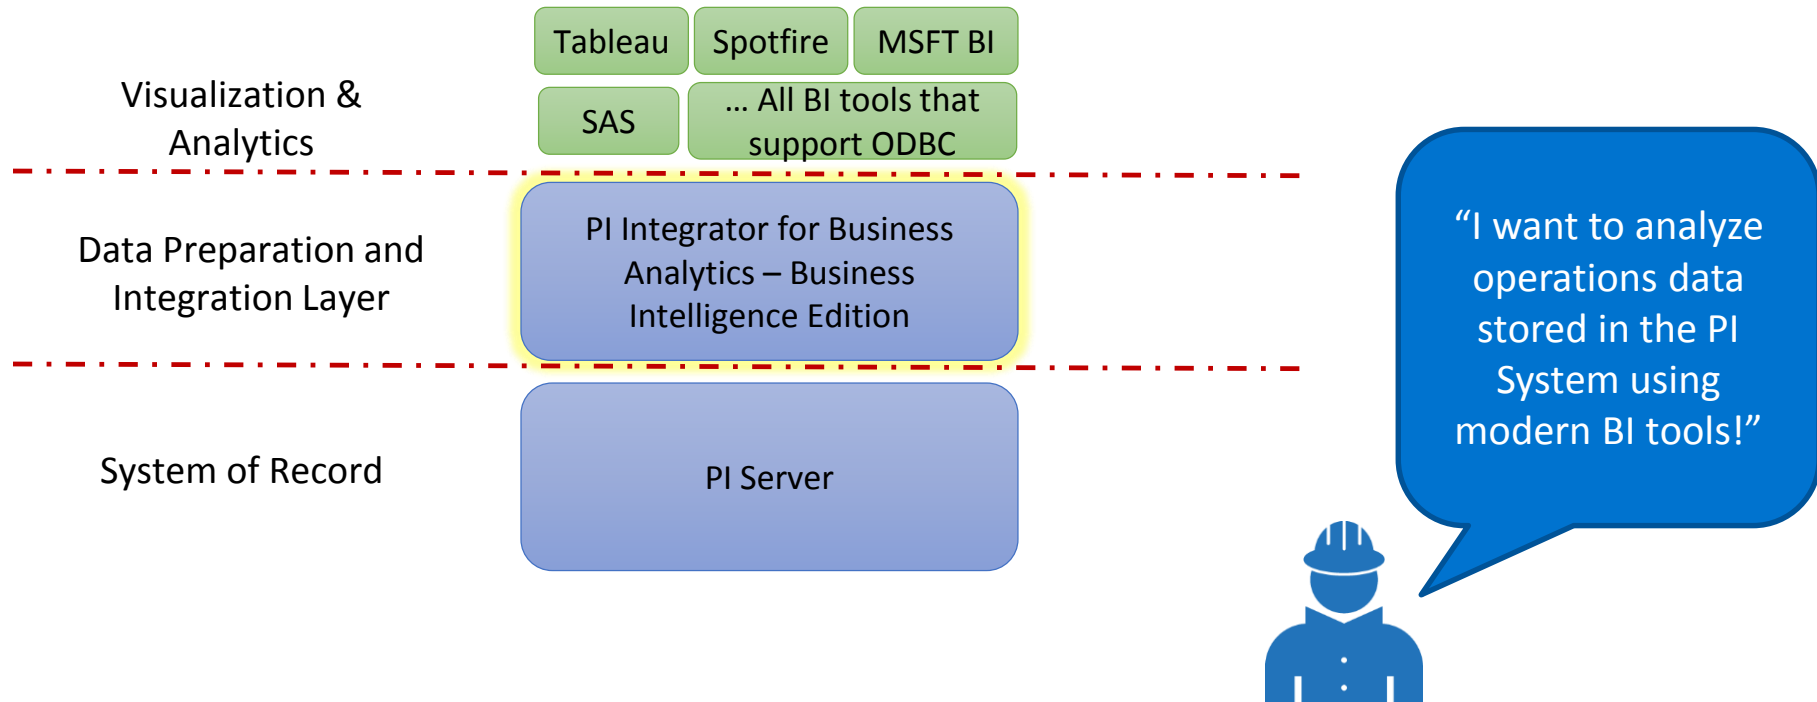 Tableau
Spotfire
MSFT BI
Visualization &
Analytics
SAS
… All BI tools that
support ODBC
Data Preparation and
Integration Layer
PI Integrator for Business
Analytics – Business
Intelligence Edition
System of Record
PI Server
“I want to analyze
operations data
stored in the PI
System using
modern BI tools!”